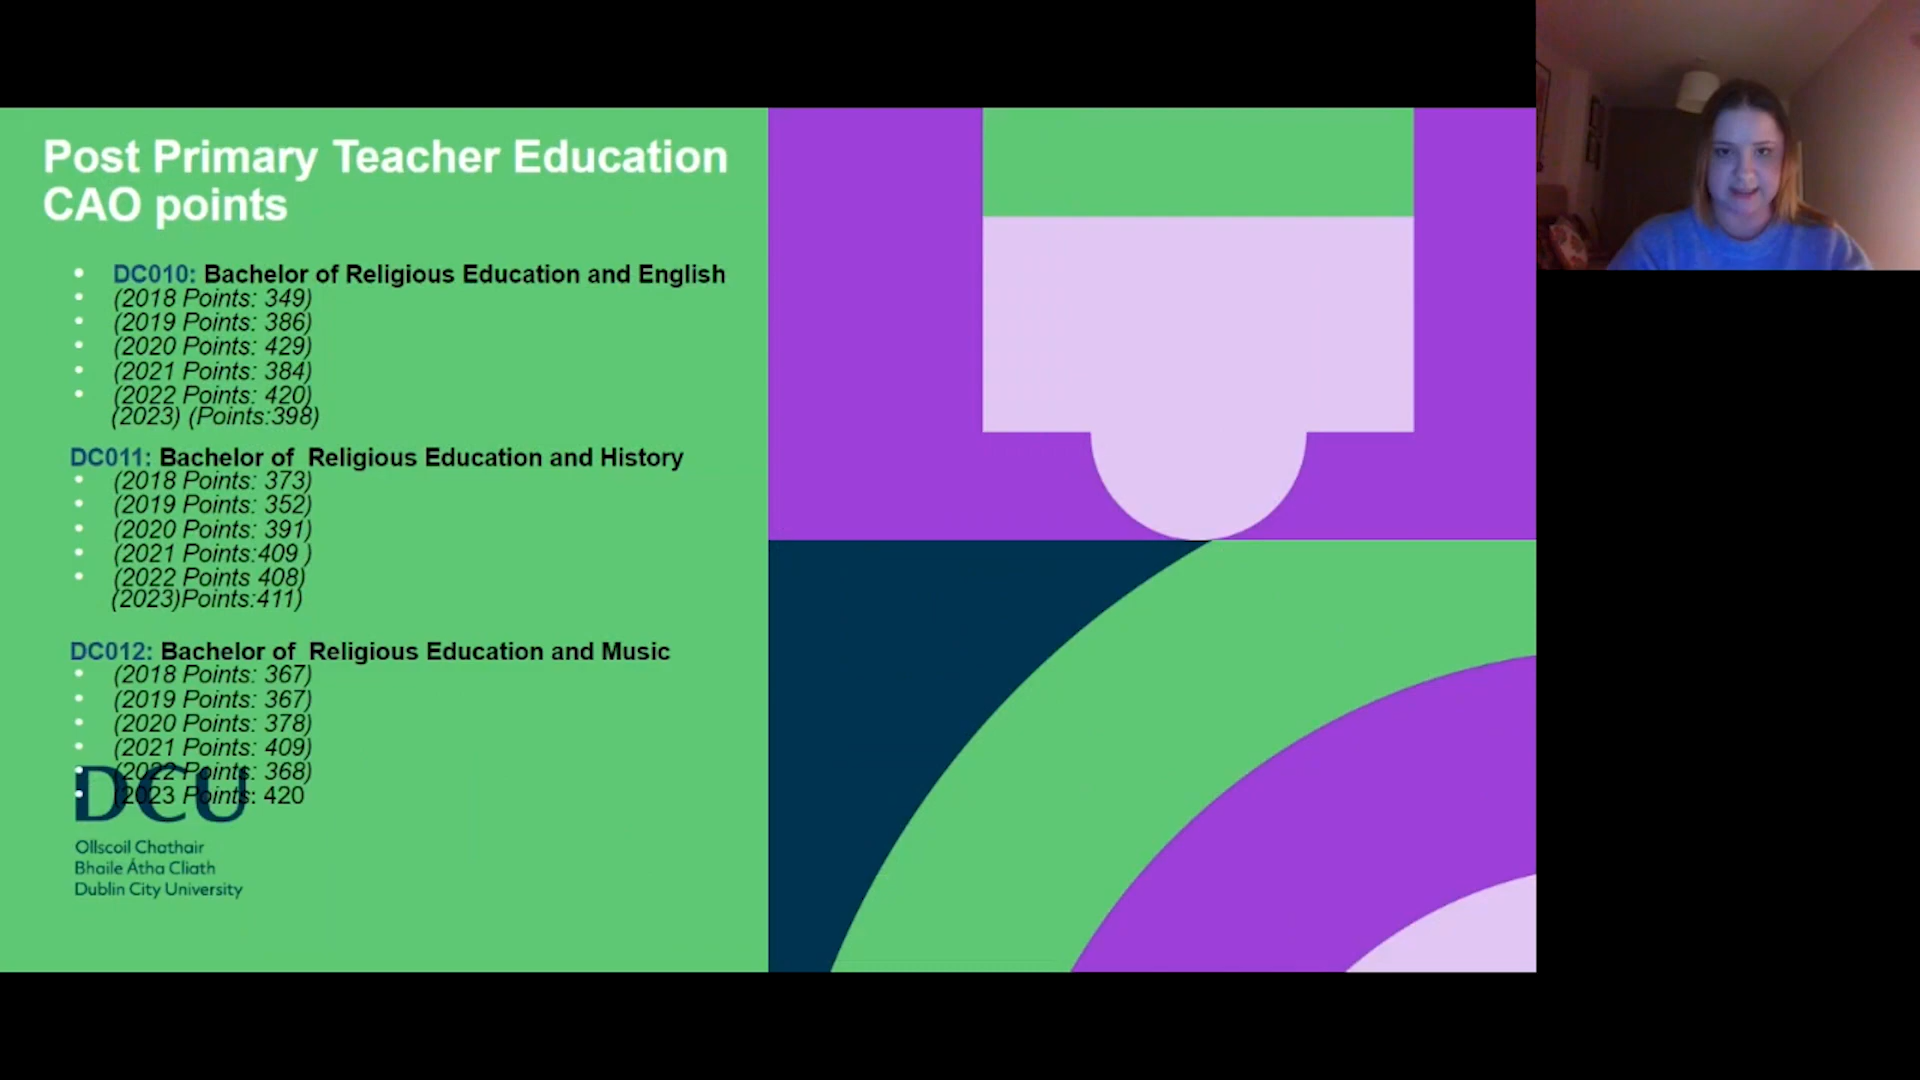 Post Primary Teacher Education
CAO points
• DC010: Bachelor of Religious Education and English
• (2018 Points: 349)
• (2019 Points: 386)
• (2020 Points: 429)
• (2021 Points: 384)
• (2022 Points: 420)
(2023) (Points:398)
DC011: Bachelor of  Religious Education and History
• (2018 Points: 373)
• (2019 Points: 352)
• (2020 Points: 391)
• (2021 Points:409 )
• (2022 Points 408)
(2023)Points:411)
DC012: Bachelor of  Religious Education and Music
• (2018 Points: 367)
• (2019 Points: 367)
• (2020 Points: 378)
• (2021 Points: 409)
• (2022 Points: 368)
• (2023 Points: 420
DCU
Ollscoil Chathair
Bhaile Átha Cliath
Dublin City University